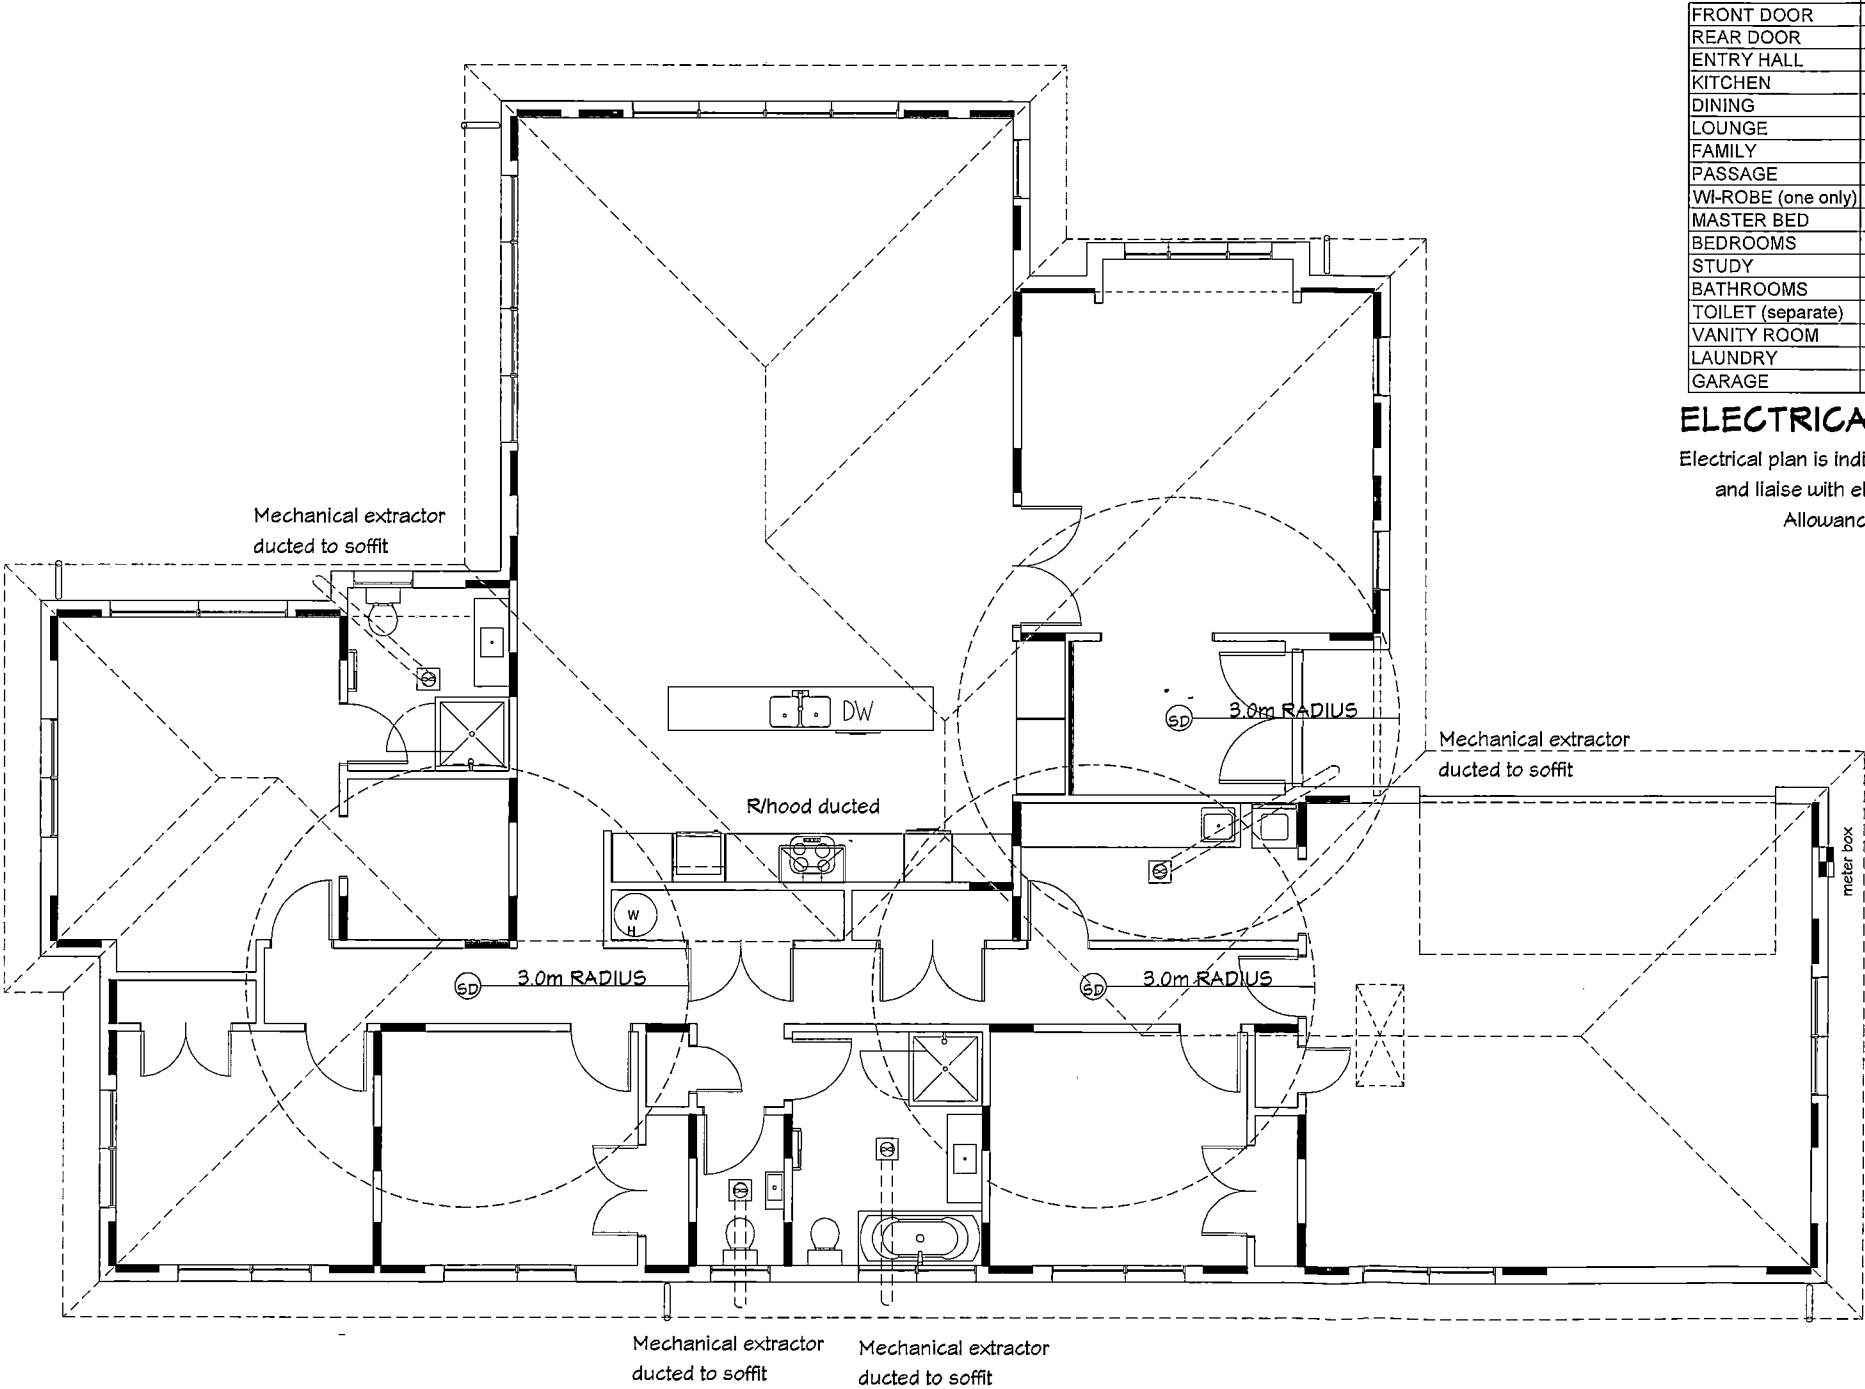 FRONT DOOR
REAR DOOR
ENTRY HALL
KITCHEN
DINING
LOUNGE
FAMILY
PASSAGE
WI-ROBE (one only)
MASTER BED
BEDROOMS
STUDY
BATHROOMS
TOILET (separate)
VANITY ROOM
LAUNDRY
GARAGE
ELECTRICA
Electrical plan is indi
and liaise with el
Allowanc
Mechanical extractor
ducted to soffit
DW
SD 3.0m RADIUS
Mechanical extractor
ducted to soffit
R/hood ducted
meter box
W
H
SD 3.0m RADIUS
SD 3.0m RADIUS
Mechanical extractor
ducted to soffit
Mechanical extractor
ducted to soffit